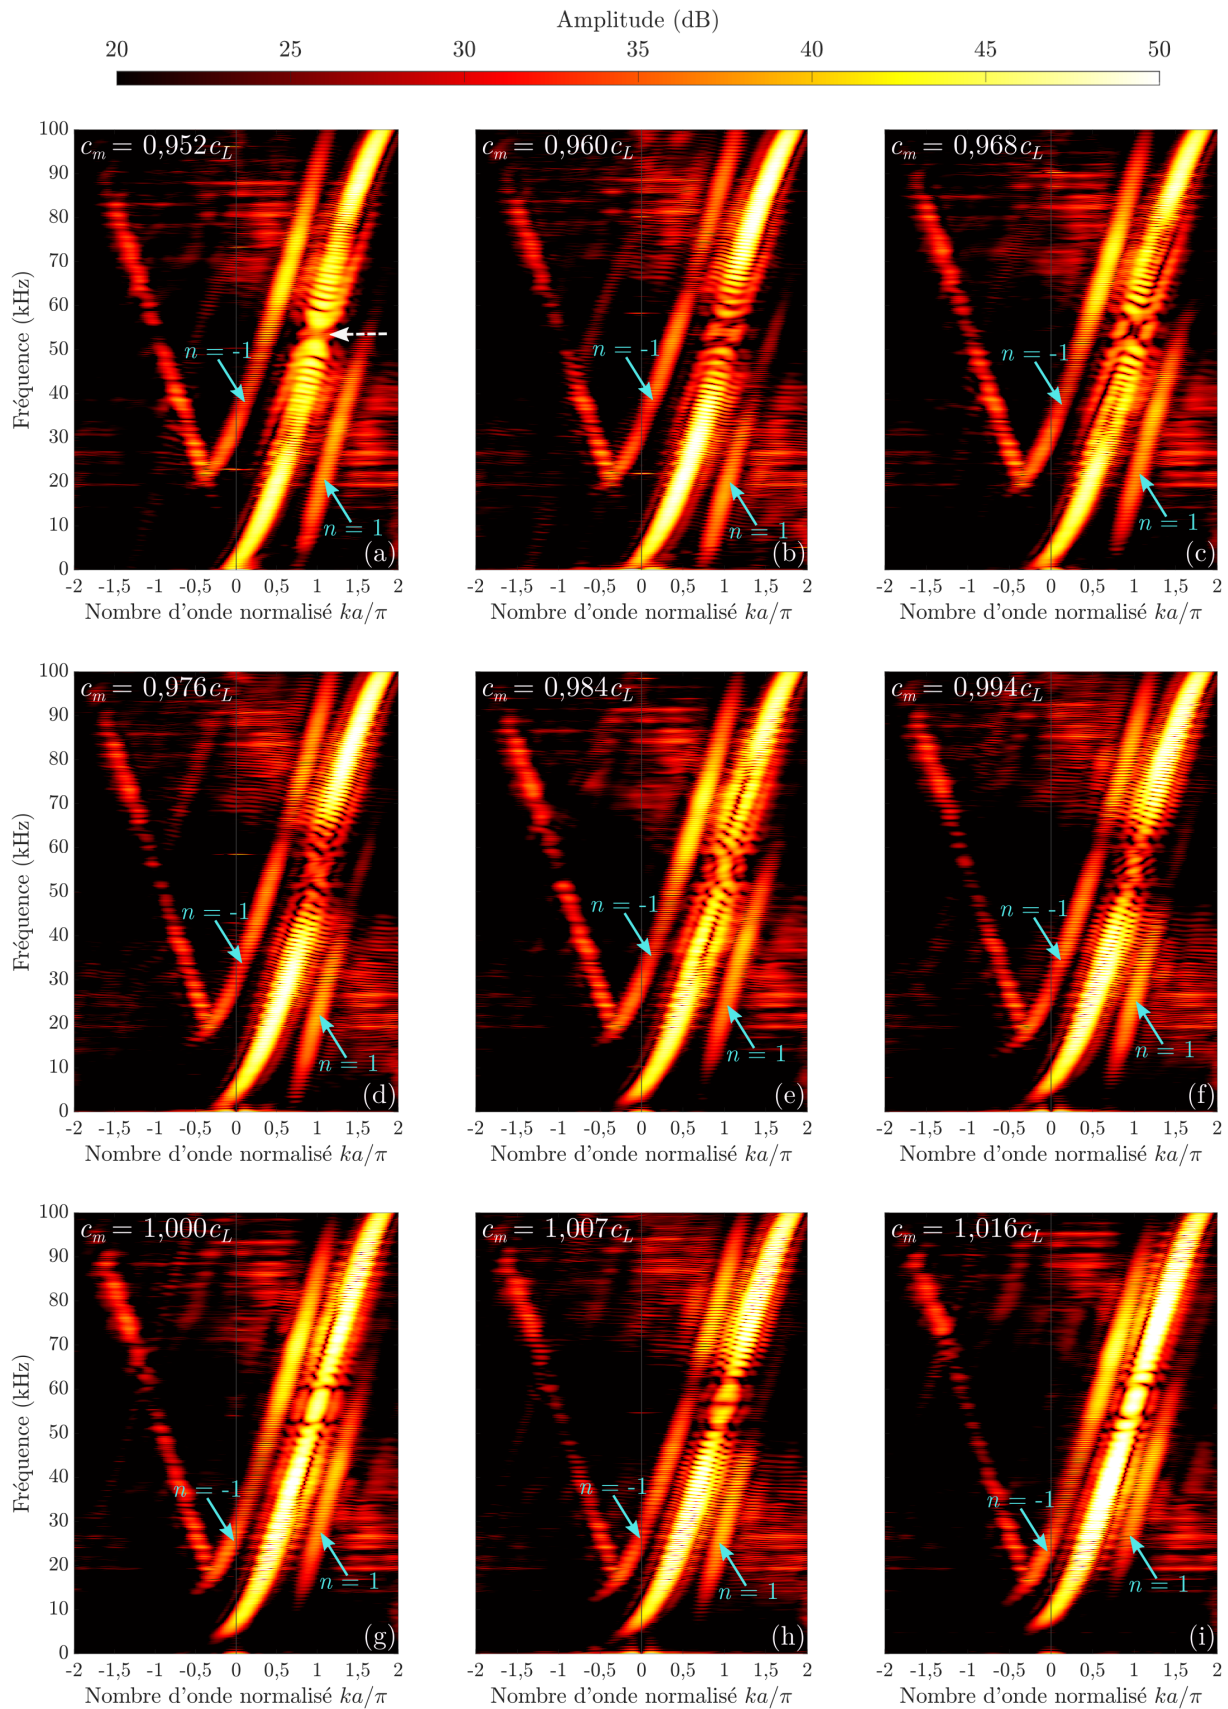 Amplitude (dB)
20 25 30 35 40 45 50
100 90 80 70 60 50 40 30 20 10 0
Fréquence (kHz)
c_m = 0,952c_L
n = -1
n = 1
(a)
-2 -1,5 -1 -0,5 0 0,5 1 1,5 2
Nombre d'onde normalisé ka/π
c_m = 0,960c_L
n = -1
n = 1
(b)
-2 -1,5 -1 -0,5 0 0,5 1 1,5 2
Nombre d'onde normalisé ka/π
c_m = 0,968c_L
n = -1
n = 1
(c)
-2 -1,5 -1 -0,5 0 0,5 1 1,5 2
Nombre d'onde normalisé ka/π
100 90 80 70 60 50 40 30 20 10 0
Fréquence (kHz)
c_m = 0,976c_L
n = -1
n = 1
(d)
-2 -1,5 -1 -0,5 0 0,5 1 1,5 2
Nombre d'onde normalisé ka/π
c_m = 0,984c_L
n = -1
n = 1
(e)
-2 -1,5 -1 -0,5 0 0,5 1 1,5 2
Nombre d'onde normalisé ka/π
c_m = 0,994c_L
n = -1
n = 1
(f)
-2 -1,5 -1 -0,5 0 0,5 1 1,5 2
Nombre d'onde normalisé ka/π
100 90 80 70 60 50 40 30 20 10 0
Fréquence (kHz)
c_m = 1,000c_L
n = -1
n = 1
(g)
-2 -1,5 -1 -0,5 0 0,5 1 1,5 2
Nombre d'onde normalisé ka/π
c_m = 1,007c_L
n = -1
n = 1
(h)
-2 -1,5 -1 -0,5 0 0,5 1 1,5 2
Nombre d'onde normalisé ka/π
c_m = 1,016c_L
n = -1
n = 1
(i)
-2 -1,5 -1 -0,5 0 0,5 1 1,5 2
Nombre d'onde normalisé ka/π